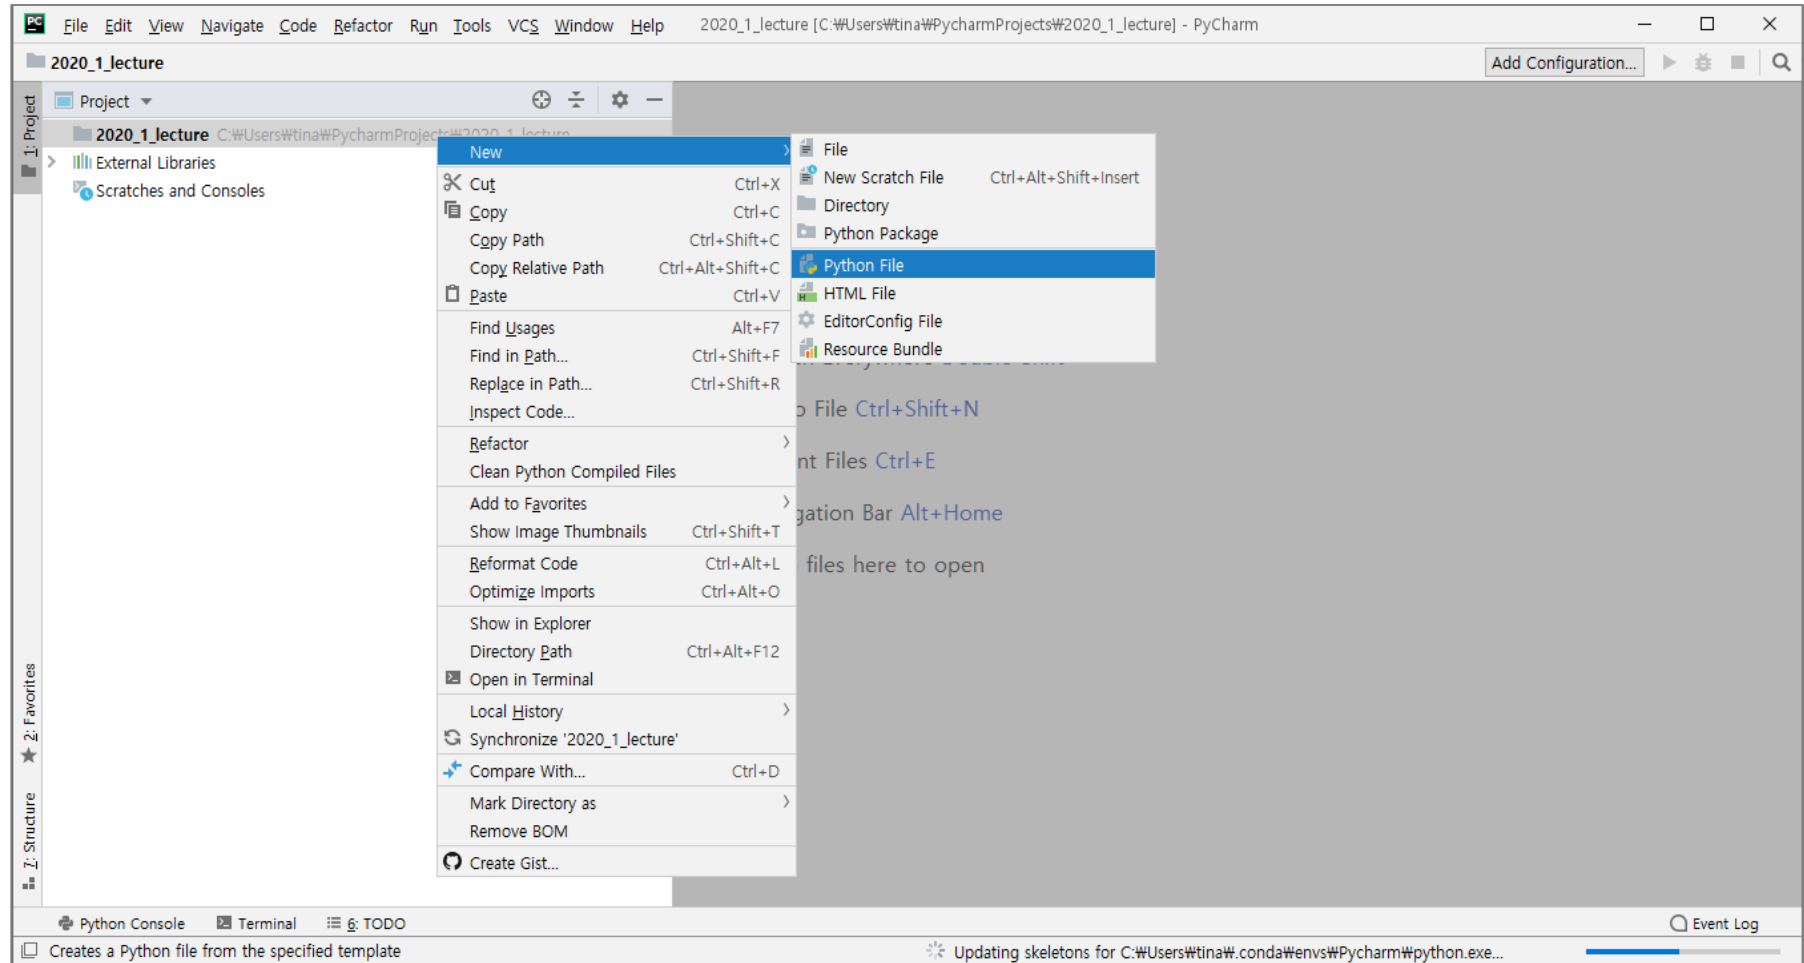 PC File Edit View Navigate Code Refactor Run Tools VCS Window Help 2020_1_lecture [C:₩Users₩tina₩PycharmProjects₩2020_1_lecture] - PyCharm
2020_1_lecture Add Configuration...
1: Project
Project
2020_1_lecture C:₩Users₩tina₩PycharmProjects₩2020_1_lecture
External Libraries
Scratches and Consoles
New
Cut Ctrl+X
Copy Ctrl+C
Copy Path Ctrl+Shift+C
Copy Relative Path Ctrl+Alt+Shift+C
Paste Ctrl+V
Find Usages Alt+F7
Find in Path... Ctrl+Shift+F
Replace in Path... Ctrl+Shift+R
Inspect Code...
Refactor
Clean Python Compiled Files
Add to Favorites
Show Image Thumbnails Ctrl+Shift+T
Reformat Code Ctrl+Alt+L
Optimize Imports Ctrl+Alt+O
Show in Explorer
Directory Path Ctrl+Alt+F12
Open in Terminal
Local History
Synchronize '2020_1_lecture'
Compare With... Ctrl+D
Mark Directory as
Remove BOM
Create Gist...
File
New Scratch File Ctrl+Alt+Shift+Insert
Directory
Python Package
Python File
HTML File
EditorConfig File
Resource Bundle
File Ctrl+Shift+N
nt Files Ctrl+E
gation Bar Alt+Home
files here to open
2: Favorites
7: Structure
Python Console Terminal 6: TODO Event Log
Creates a Python file from the specified template Updating skeletons for C:₩Users₩tina₩.conda₩envs₩Pycharm₩python.exe...